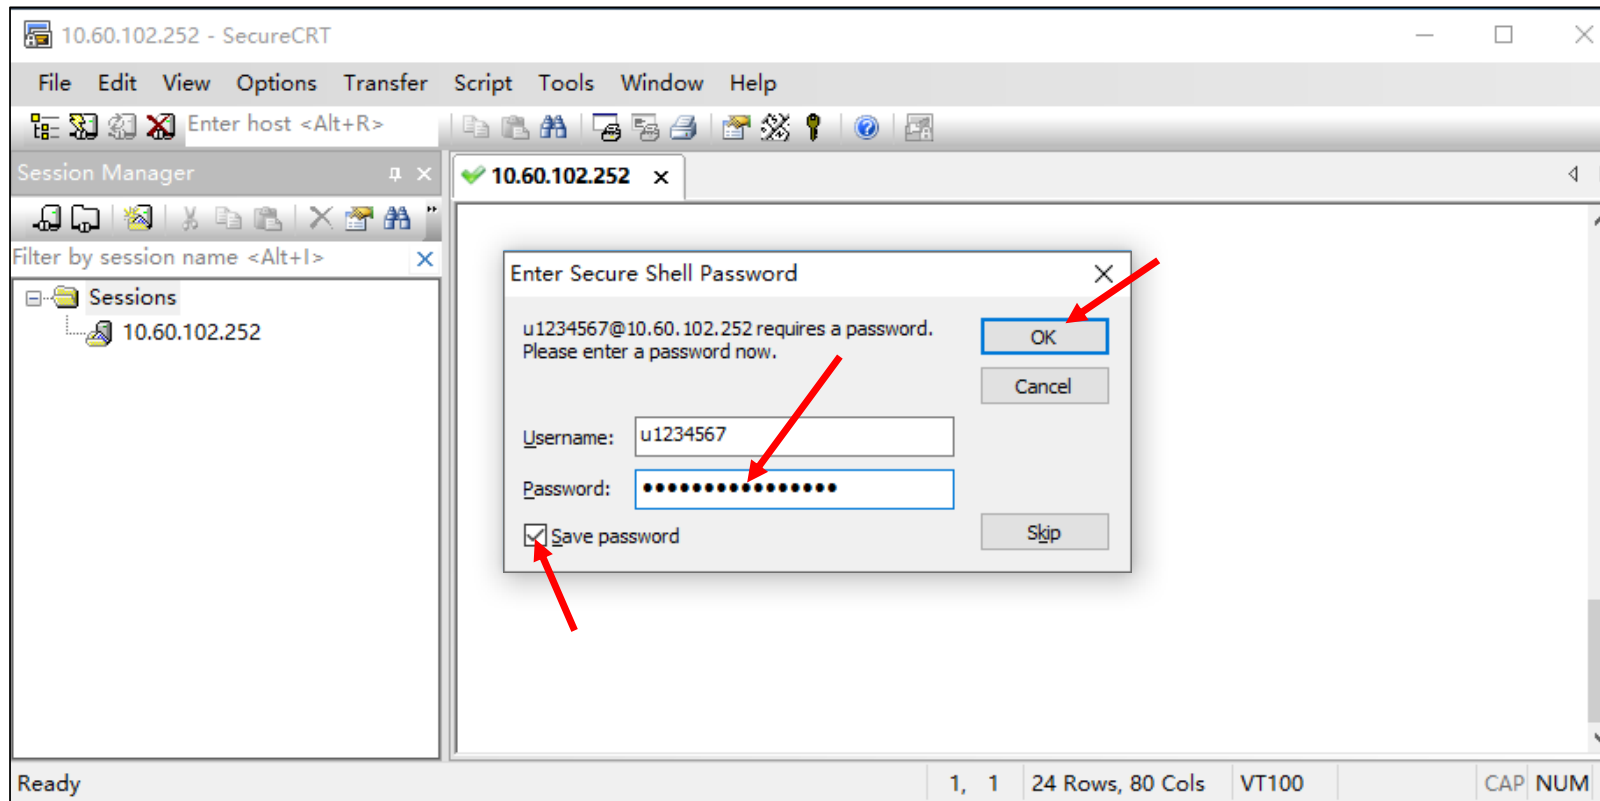 10.60.102.252 - SecureCRT
File Edit View Options Transfer Script Tools Window Help
Enter host <Alt+R>
Session Manager
10.60.102.252
Filter by session name <Alt+I>
Sessions
10.60.102.252
Enter Secure Shell Password
u1234567@10.60.102.252 requires a password.
Please enter a password now.
OK
Cancel
Username: u1234567
Password: ●●●●●●●●●●●●●●●●
Save password
Skip
Ready 1, 1 24 Rows, 80 Cols VT100 CAP NUM